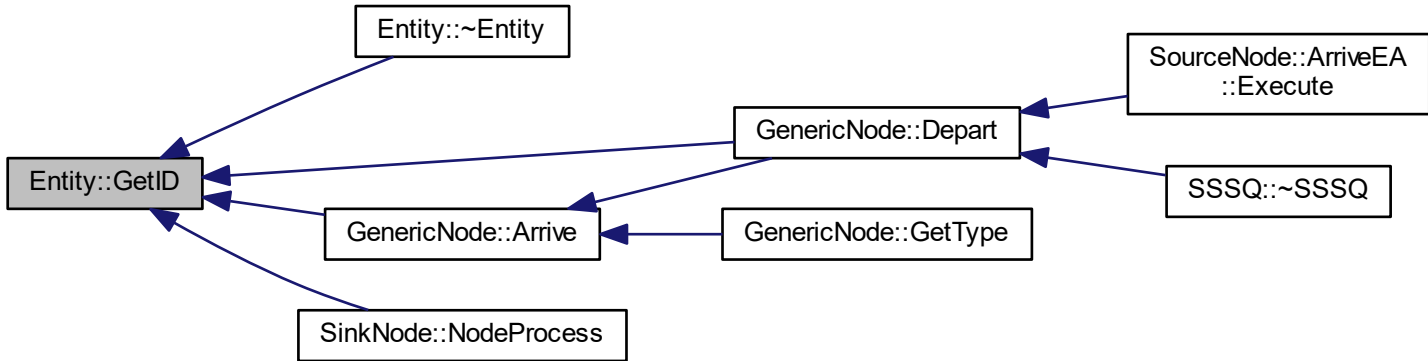 Entity::~Entity
SourceNode::ArriveEA
::Execute
GenericNode::Depart
Entity::GetID
SSSQ::~SSSQ
GenericNode::Arrive
GenericNode::GetType
SinkNode::NodeProcess